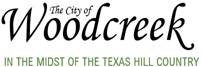 The City of
Woodcreek
IN THE MIDST OF THE TEXAS HILL COUNTRY